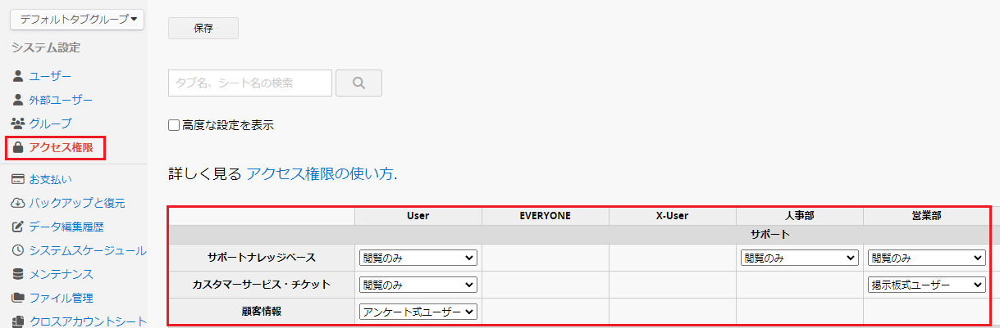 デフォルトタブグループ
システム設定
ユーザー
外部ユーザー
グループ
アクセス権限
お支払い
バックアップと復元
データ編集履歴
システムスケジュール
メンテナンス
ファイル管理
クロスアカウントシート
保存
タブ名、シート名の検索
高度な設定を表示
詳しく見る アクセス権限の使い方.
User EVERYONE X-User 人事部 営業部
サポート
サポートナレッジベース 閲覧のみ 閲覧のみ 閲覧のみ
カスタマーサービス・チケット 閲覧のみ 掲示板式ユーザー
顧客情報 アンケート式ユーザー